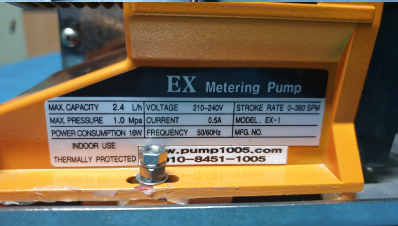 EX Metering Pump
MAX. CAPACITY 2.4 L/h VOLTAGE 210-240V STROKE RATE 0-360 SPM
MAX. PRESSURE 1.0 Mpa CURRENT 0.5A MODEL. EX-1
POWER CONSUMPTION 16W FREQUENCY 50/60Hz MFG. NO.
INDOOR USE www.pump1005.com
THERMALLY PROTECTED 010-8451-1005